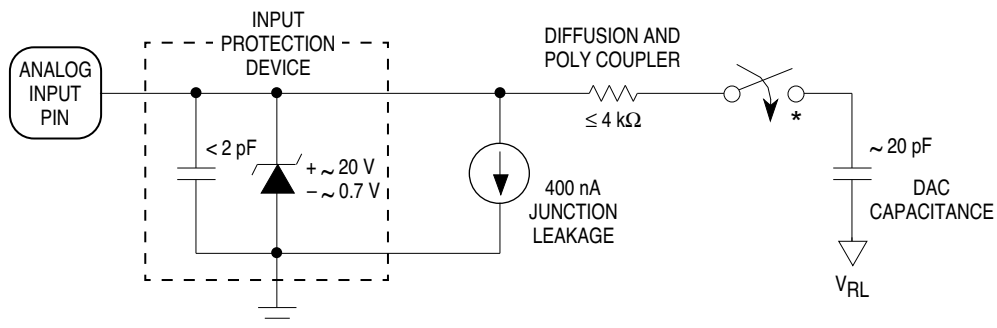 INPUT
PROTECTION
DEVICE
ANALOG
INPUT
PIN
< 2 pF
+ ~ 20 V
– ~ 0.7 V
400 nA
JUNCTION
LEAKAGE
DIFFUSION AND
POLY COUPLER
≤ 4 kΩ
*
~ 20 pF
DAC
CAPACITANCE
VRL